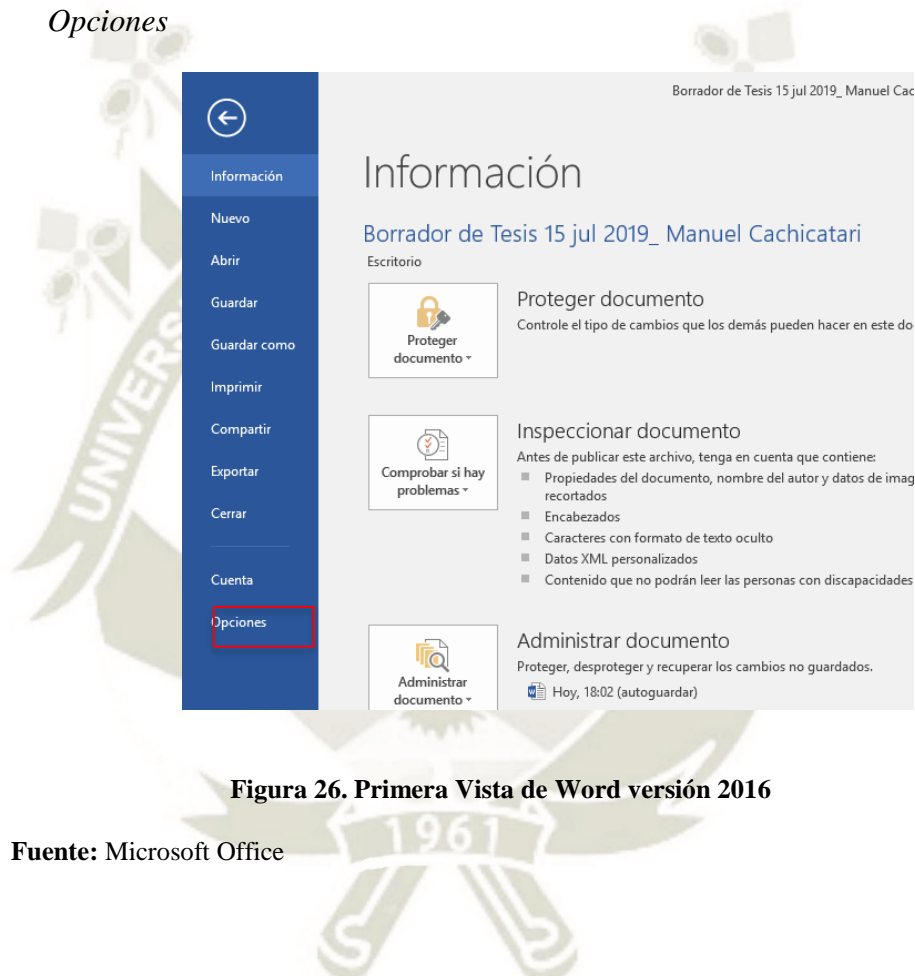 Opciones
Borrador de Tesis 15 jul 2019_ Manuel Cac
Información
Nuevo
Abrir
Guardar
Guardar como
Imprimir
Compartir
Exportar
Cerrar
Cuenta
Opciones
Información
Borrador de Tesis 15 jul 2019_ Manuel Cachicatari
Escritorio
Proteger
documento
Proteger documento
Controle el tipo de cambios que los demás pueden hacer en este do
Comprobar si hay
problemas
Inspeccionar documento
Antes de publicar este archivo, tenga en cuenta que contiene:
Propiedades del documento, nombre del autor y datos de imag
recortados
Encabezados
Caracteres con formato de texto oculto
Datos XML personalizados
Contenido que no podrán leer las personas con discapacidades
Administrar
documento
Administrar documento
Proteger, desproteger y recuperar los cambios no guardados.
Hoy, 18:02 (autoguardar)
Figura 26. Primera Vista de Word versión 2016
Fuente: Microsoft Office
UNIVERS
1961